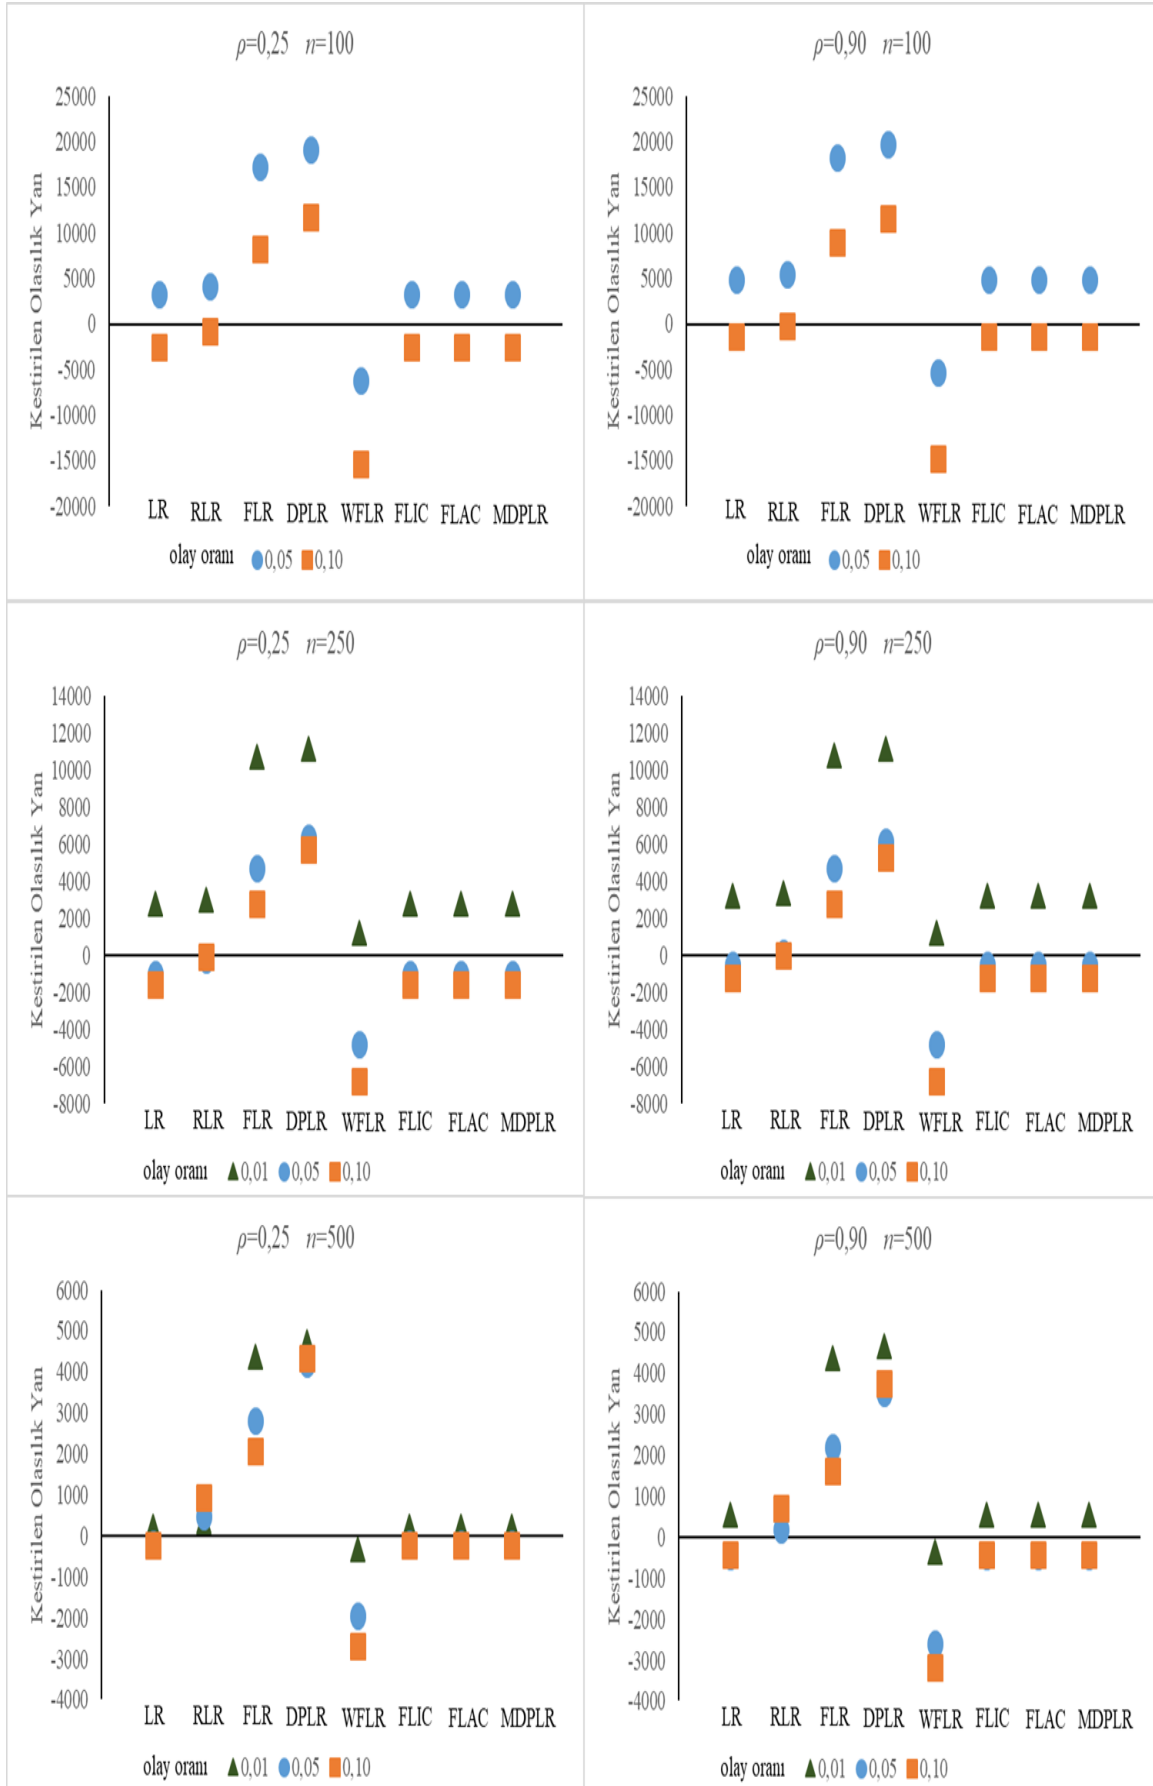 ρ=0,25 n=100
Kestirilen Olasılık Yan
25000
20000
15000
10000
5000
0
-5000
-10000
-15000
-20000
LR RLR FLR DPLR WFLR FLIC FLAC MDPLR
olay oranı 0,05 0,10
ρ=0,90 n=100
Kestirilen Olasılık Yan
25000
20000
15000
10000
5000
0
-5000
-10000
-15000
-20000
LR RLR FLR DPLR WFLR FLIC FLAC MDPLR
olay oranı 0,05 0,10
ρ=0,25 n=250
Kestirilen Olasılık Yan
14000
12000
10000
8000
6000
4000
2000
0
-2000
-4000
-6000
-8000
LR RLR FLR DPLR WFLR FLIC FLAC MDPLR
olay oranı 0,01 0,05 0,10
ρ=0,90 n=250
Kestirilen Olasılık Yan
14000
12000
10000
8000
6000
4000
2000
0
-2000
-4000
-6000
-8000
LR RLR FLR DPLR WFLR FLIC FLAC MDPLR
olay oranı 0,01 0,05 0,10
ρ=0,25 n=500
Kestirilen Olasılık Yan
6000
5000
4000
3000
2000
1000
0
-1000
-2000
-3000
-4000
LR RLR FLR DPLR WFLR FLIC FLAC MDPLR
olay oranı 0,01 0,05 0,10
ρ=0,90 n=500
Kestirilen Olasılık Yan
6000
5000
4000
3000
2000
1000
0
-1000
-2000
-3000
-4000
LR RLR FLR DPLR WFLR FLIC FLAC MDPLR
olay oranı 0,01 0,05 0,10